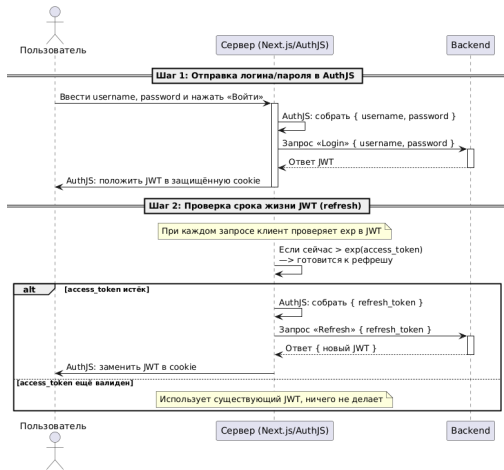 Пользователь
Сервер (Next.js/AuthJS)
Backend
Шаг 1: Отправка логина/пароля в AuthJS
Ввести username, password и нажать «Войти»
AuthJS: собрать { username, password }
Запрос «Login» { username, password }
Ответ JWT
AuthJS: положить JWT в защищённую cookie
Шаг 2: Проверка срока жизни JWT (refresh)
При каждом запросе клиент проверяет exp в JWT
Если сейчас > exp(access_token)
—> готовится к рефрешу
alt
[access_token истёк]
AuthJS: собрать { refresh_token }
Запрос «Refresh» { refresh_token }
Ответ { новый JWT }
AuthJS: заменить JWT в cookie
[access_token ещё валиден]
Использует существующий JWT, ничего не делает
Пользователь
Сервер (Next.js/AuthJS)
Backend